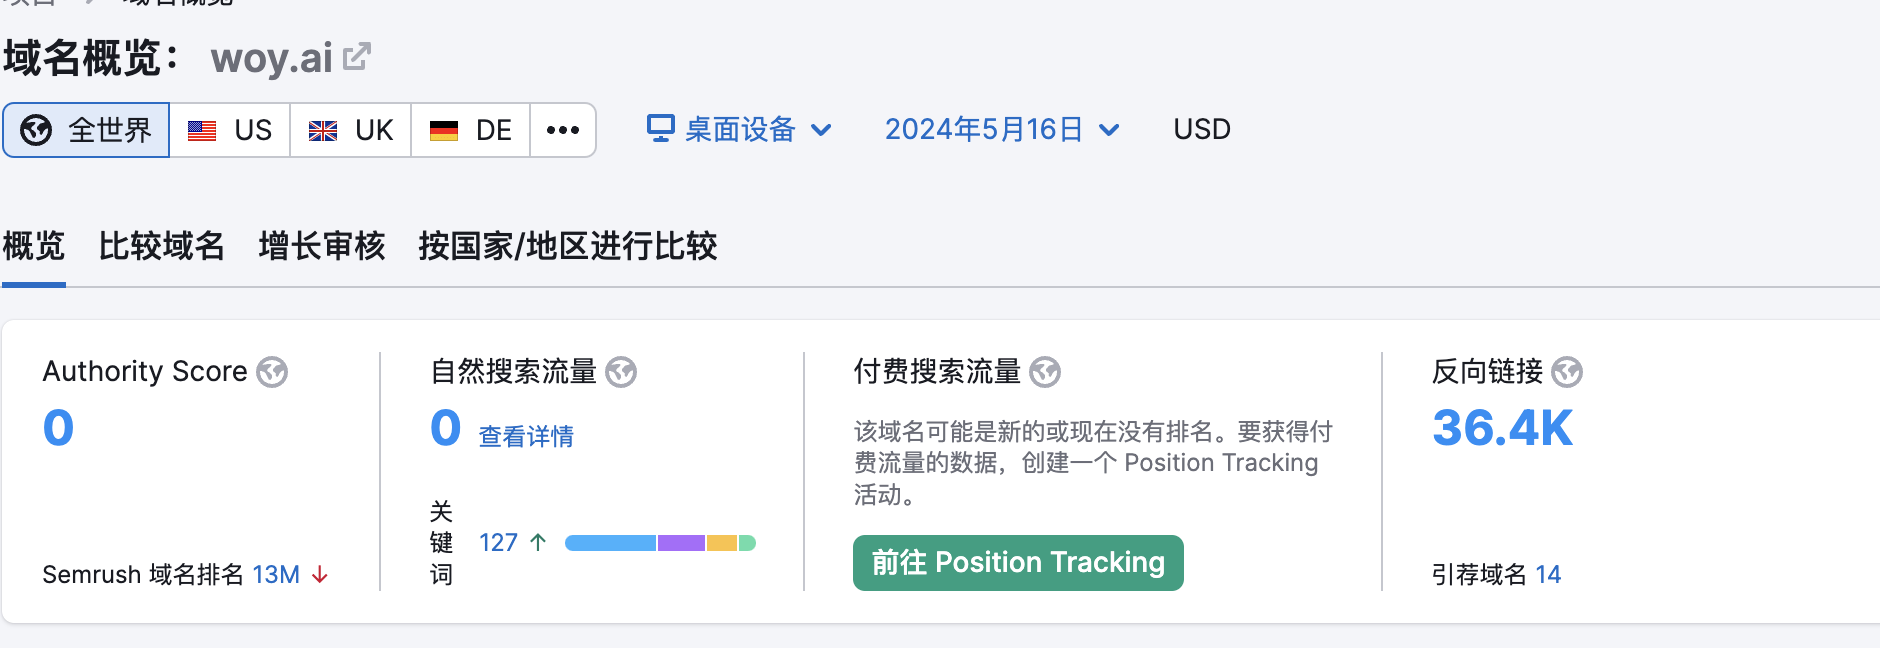 域名概览： woy.ai
全世界 US UK DE ••• 桌面设备 2024年5月16日 USD
概览 比较域名 增长审核 按国家/地区进行比较
Authority Score
0
Semrush 域名排名 13M ↓
自然搜索流量
0 查看详情
关
键
词
127 ↑
付费搜索流量
该域名可能是新的或现在没有排名。要获得付
费流量的数据，创建一个 Position Tracking
活动。
前往 Position Tracking
反向链接
36.4K
引荐域名 14